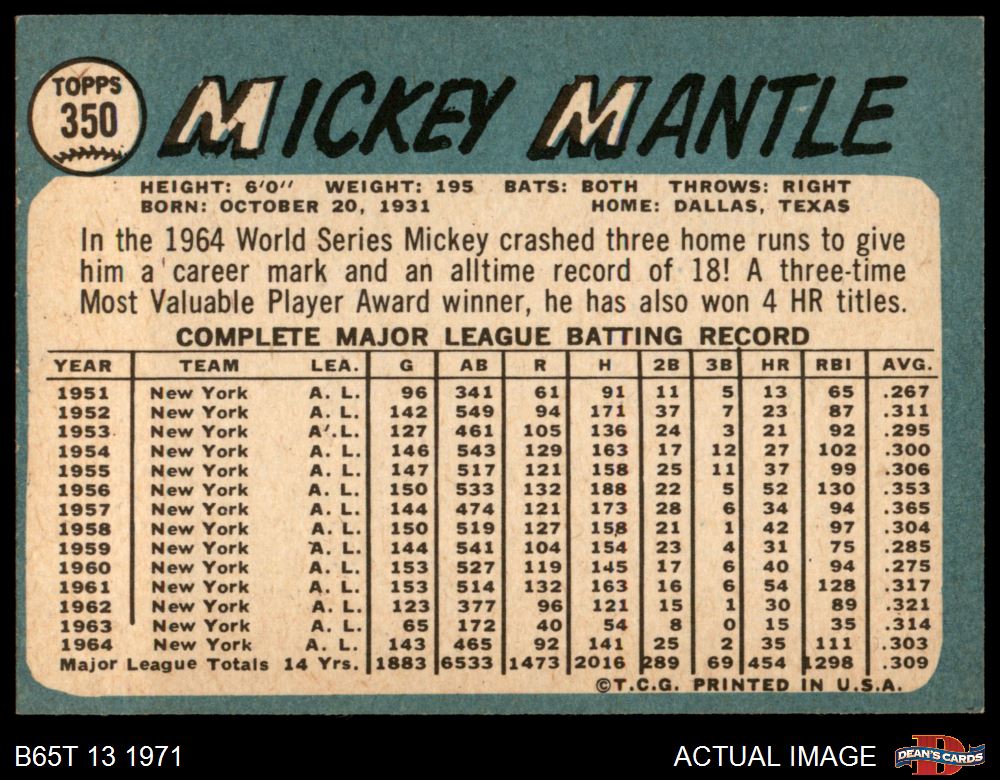 TOPPS
350
MICKEY MANTLE
HEIGHT: 6'0" WEIGHT: 195 BATS: BOTH THROWS: RIGHT
BORN: OCTOBER 20, 1931 HOME: DALLAS, TEXAS
In the 1964 World Series Mickey crashed three home runs to give
him a career mark and an alltime record of 18! A three-time
Most Valuable Player Award winner, he has also won 4 HR titles.
COMPLETE MAJOR LEAGUE BATTING RECORD
YEAR TEAM LEA. G AB R H 2B 3B HR RBI AVG.
1951 New York A. L. 96 341 61 91 11 5 13 65 .267
1952 New York A. L. 142 549 94 171 37 7 23 87 .311
1953 New York A. L. 127 461 105 136 24 3 21 92 .295
1954 New York A. L. 146 543 129 163 17 12 27 102 .300
1955 New York A. L. 147 517 121 158 25 11 37 99 .306
1956 New York A. L. 150 533 132 188 22 5 52 130 .353
1957 New York A. L. 144 474 121 173 28 6 34 94 .365
1958 New York A. L. 150 519 127 158 21 1 42 97 .304
1959 New York A. L. 144 541 104 154 23 4 31 75 .285
1960 New York A. L. 153 527 119 145 17 6 40 94 .275
1961 New York A. L. 153 514 132 163 16 6 54 128 .317
1962 New York A. L. 123 377 96 121 15 1 30 89 .321
1963 New York A. L. 65 172 40 54 8 0 15 35 .314
1964 New York A. L. 143 465 92 141 25 2 35 111 .303
Major League Totals 14 Yrs. 1883 6533 1473 2016 289 69 454 1298 .309
©T.C.G. PRINTED IN U.S.A.
B65T 13 1971 ACTUAL IMAGE
D
DEAN'S CARDS